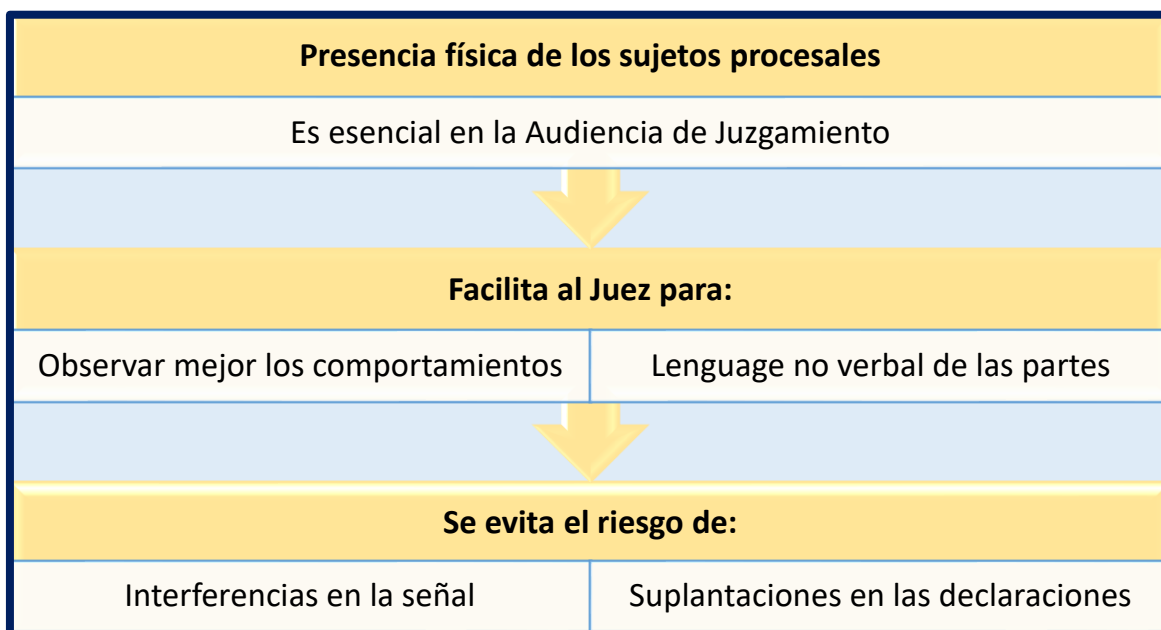 Presencia física de los sujetos procesales
Es esencial en la Audiencia de Juzgamiento
Facilita al Juez para:
Observar mejor los comportamientos
Lenguage no verbal de las partes
Se evita el riesgo de:
Interferencias en la señal
Suplantaciones en las declaraciones